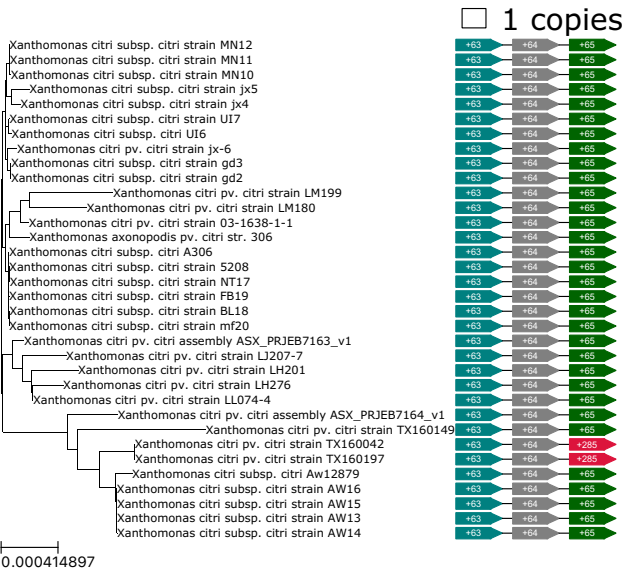 1 copies
Xanthomonas citri subsp. citri strain MN12 +63 +64 +65
Xanthomonas citri subsp. citri strain MN11 +63 +64 +65
Xanthomonas citri subsp. citri strain MN10 +63 +64 +65
Xanthomonas citri subsp. citri strain jx5 +63 +64 +65
Xanthomonas citri subsp. citri strain jx4 +63 +64 +65
Xanthomonas citri subsp. citri strain UI7 +63 +64 +65
Xanthomonas citri subsp. citri UI6 +63 +64 +65
Xanthomonas citri pv. citri strain jx-6 +63 +64 +65
Xanthomonas citri subsp. citri strain gd3 +63 +64 +65
Xanthomonas citri subsp. citri strain gd2 +63 +64 +65
Xanthomonas citri pv. citri strain LM199 +63 +64 +65
Xanthomonas citri pv. citri strain LM180 +63 +64 +65
Xanthomonas citri pv. citri strain 03-1638-1-1 +63 +64 +65
Xanthomonas axonopodis pv. citri str. 306 +63 +64 +65
Xanthomonas citri subsp. citri A306 +63 +64 +65
Xanthomonas citri subsp. citri strain 5208 +63 +64 +65
Xanthomonas citri subsp. citri strain NT17 +63 +64 +65
Xanthomonas citri subsp. citri strain FB19 +63 +64 +65
Xanthomonas citri subsp. citri strain BL18 +63 +64 +65
Xanthomonas citri subsp. citri strain mf20 +63 +64 +65
Xanthomonas citri pv. citri assembly ASX_PRJEB7163_v1 +63 +64 +65
Xanthomonas citri pv. citri strain LJ207-7 +63 +64 +65
Xanthomonas citri pv. citri strain LH201 +63 +64 +65
Xanthomonas citri pv. citri strain LH276 +63 +64 +65
Xanthomonas citri pv. citri strain LL074-4 +63 +64 +65
Xanthomonas citri pv. citri assembly ASX_PRJEB7164_v1 +63 +64 +65
Xanthomonas citri pv. citri strain TX160149 +63 +64 +65
Xanthomonas citri pv. citri strain TX160042 +63 +64 +285
Xanthomonas citri pv. citri strain TX160197 +63 +64 +285
Xanthomonas citri subsp. citri Aw12879 +63 +64 +65
Xanthomonas citri subsp. citri strain AW16 +63 +64 +65
Xanthomonas citri subsp. citri strain AW15 +63 +64 +65
Xanthomonas citri subsp. citri strain AW13 +63 +64 +65
Xanthomonas citri subsp. citri strain AW14 +63 +64 +65
0.000414897